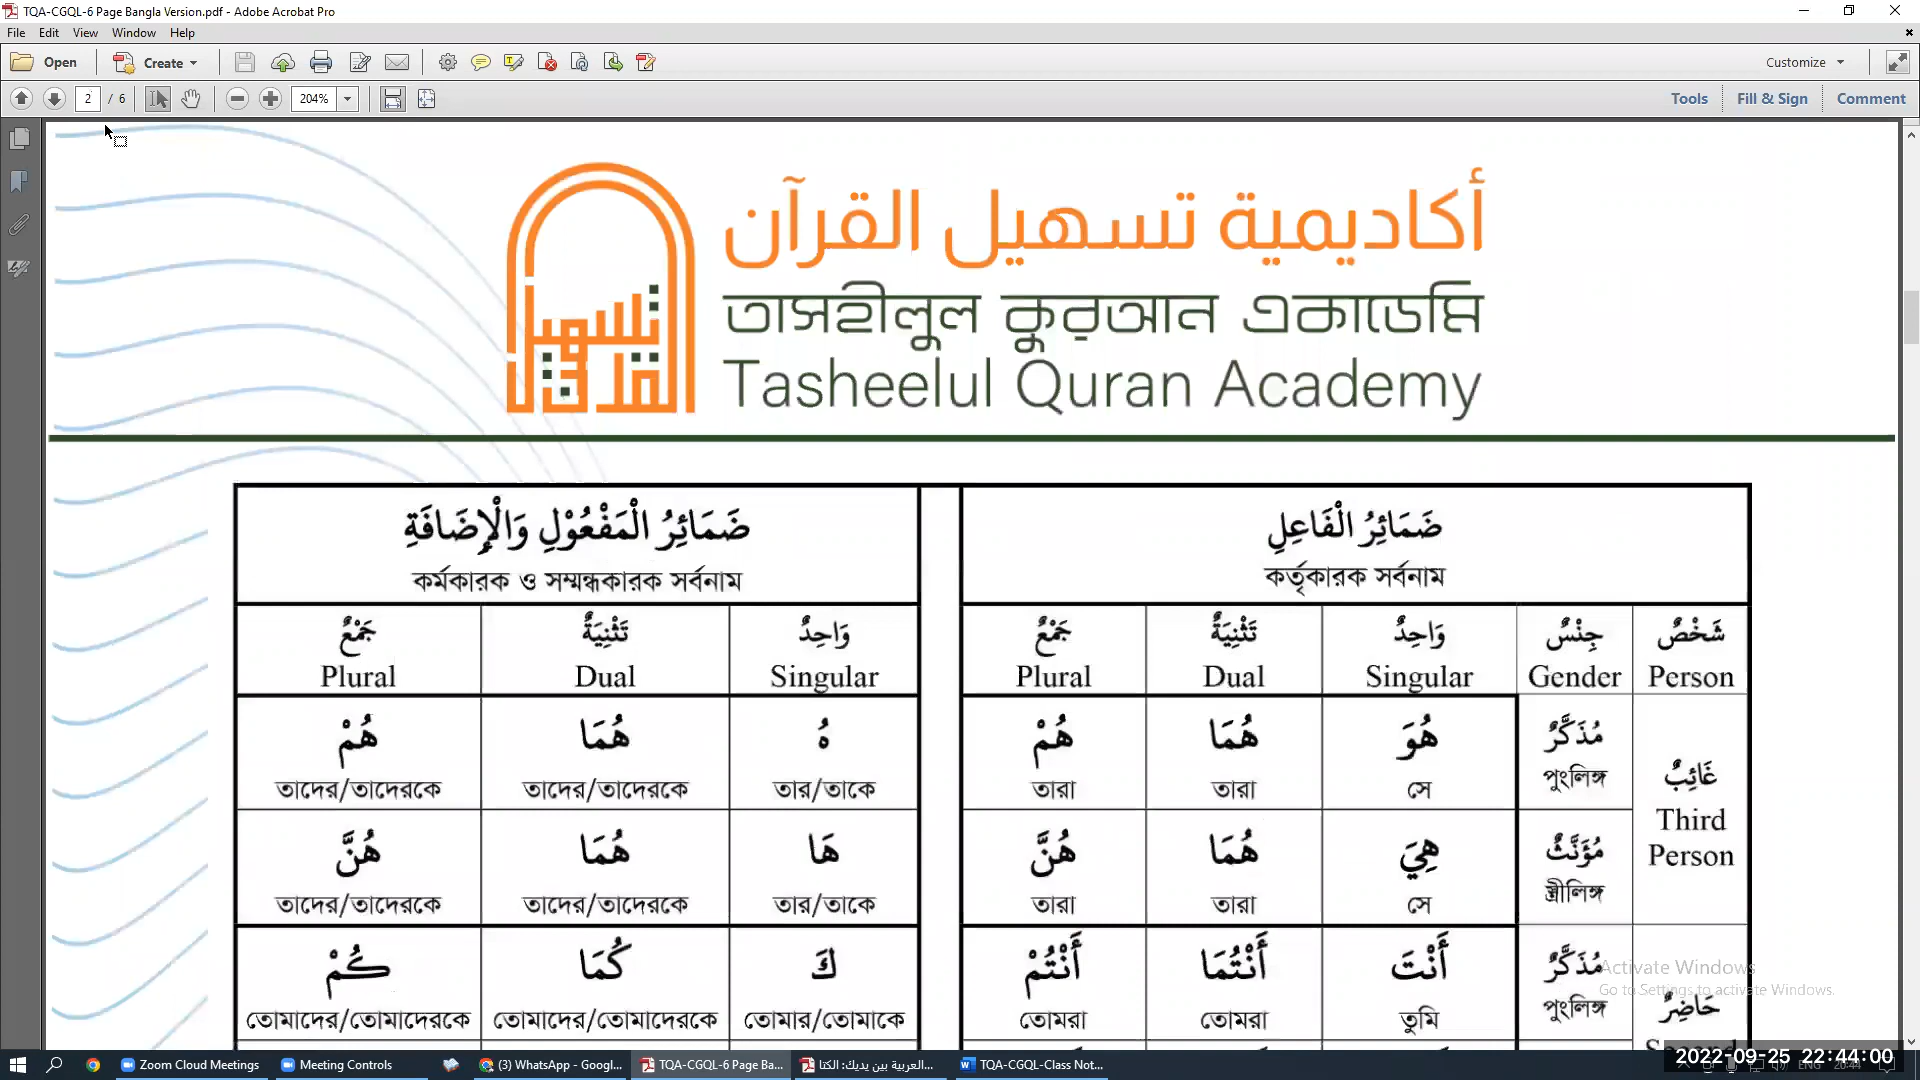 TQA-CGQL-6 Page Bangla Version.pdf - Adobe Acrobat Pro
File Edit View Window Help
Open Create Customize
2 / 6 204% Tools Fill & Sign Comment
أكاديمية تسهيل القرآن
তাসহীলুল কুরআন একাডেমি
Tasheelul Quran Academy
ضَمَائِرُ الْمَفْعُوْلِ وَالْإِضَافَةِ ضَمَائِرُ الْفَاعِلِ
কর্মকারক ও সম্মন্ধকারক সর্বনাম কর্তৃকারক সর্বনাম
جَمْعٌ تَثْنِيَةٌ وَاحِدٌ جَمْعٌ تَثْنِيَةٌ وَاحِدٌ جِنْسٌ شَخْصٌ
Plural Dual Singular Plural Dual Singular Gender Person
هُمْ هُمَا هُ هُمْ هُمَا هُوَ مُذَكَّرٌ غَائِبٌ
তাদের/তাদেরকে তাদের/তাদেরকে তার/তাকে তারা তারা সে পুংলিঙ্গ Third
هُنَّ هُمَا هَا هُنَّ هُمَا هِيَ مُؤَنَّثٌ Person
তাদের/তাদেরকে তাদের/তাদেরকে তার/তাকে তারা তারা সে স্ত্রীলিঙ্গ
كُمْ كُمَا كَ أَنْتُمْ أَنْتُمَا أَنْتَ مُذَكَّرٌ حَاضِرٌ
তোমাদের/তোমাদেরকে তোমাদের/তোমাদেরকে তোমার/তোমাকে তোমরা তোমরা তুমি পুংলিঙ্গ
Activate Windows
Go to Settings to activate Windows.
Zoom Cloud Meetings Meeting Controls (3) WhatsApp - Googl... TQA-CGQL-6 Page Ba... العربية بين يديك: الكتا... TQA-CGQL-Class Not...
2022-09-25 22:44:00